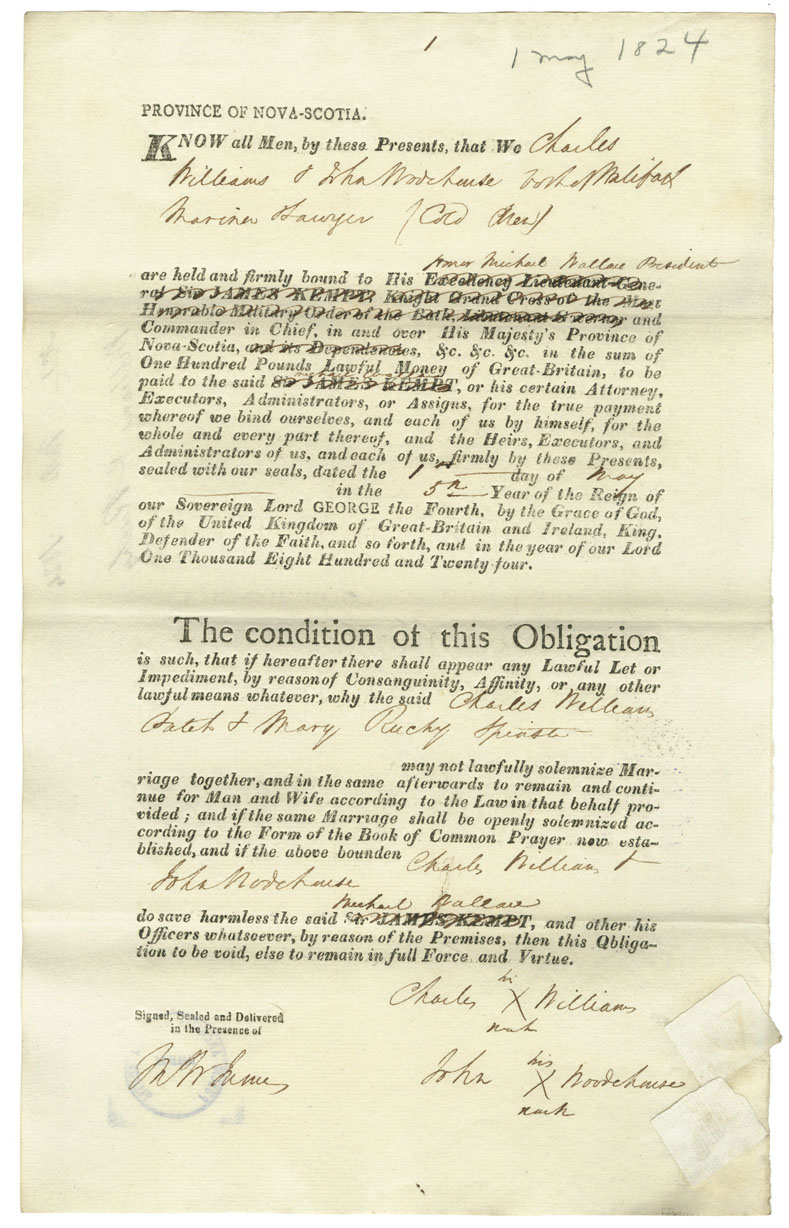 1
1 May 1824
PROVINCE OF NOVA-SCOTIA.
KNOW all Men, by these Presents, that We Charles
Williams & John Wodehouse both of Halifax
Mariner Sawyer (Cold Men)
Honor Michael Wallace President
are held and firmly bound to His Excellency Lieutenant-Gene-
ral Sir JAMES KEMPT, Knight Grand Cross of the Most
Honorable Military Order of the Bath, Lieutenant Governor and
Commander in Chief, in and over His Majesty's Province of
Nova-Scotia, and its Dependencies, &c. &c. &c. in the sum of
One Hundred Pounds Lawful Money of Great-Britain, to be
Michael Wallace
paid to the said Sir JAMES KEMPT, or his certain Attorney,
Executors, Administrators, or Assigns, for the true payment
whereof we bind ourselves, and each of us by himself, for the
whole and every part thereof, and the Heirs, Executors, and
Administrators of us, and each of us, firmly by these Presents,
sealed with our seals, dated the 1st day of May
in the 5th Year of the Reign of
our Sovereign Lord GEORGE the Fourth, by the Grace of God,
of the United Kingdom of Great-Britain and Ireland, King,
Defender of the Faith, and so forth, and in the year of our Lord
One Thousand Eight Hundred and Twenty-four.
The condition of this Obligation
is such, that if hereafter there shall appear any Lawful Let or
Impediment, by reason of Consanguinity, Affinity, or any other
lawful means whatever, why the said Charles William
Batch & Mary Ruchy Spinster
may not lawfully solemnize Mar-
riage together, and in the same afterwards to remain and conti-
nue for Man and Wife according to the Law in that behalf pro-
vided; and if the same Marriage shall be openly solemnized ac-
cording to the Form of the Book of Common Prayer now esta-
blished, and if the above bounden Charles William &
John Wodehouse
Michael Wallace
do save harmless the said Sir JAMES KEMPT, and other his
Officers whatsoever, by reason of the Premises, then this Obliga-
tion to be void, else to remain in full Force and Virtue.
his
Charles X Williams
mark
Signed, Sealed and Delivered
in the Presence of
his
John X Woodehouse
mark